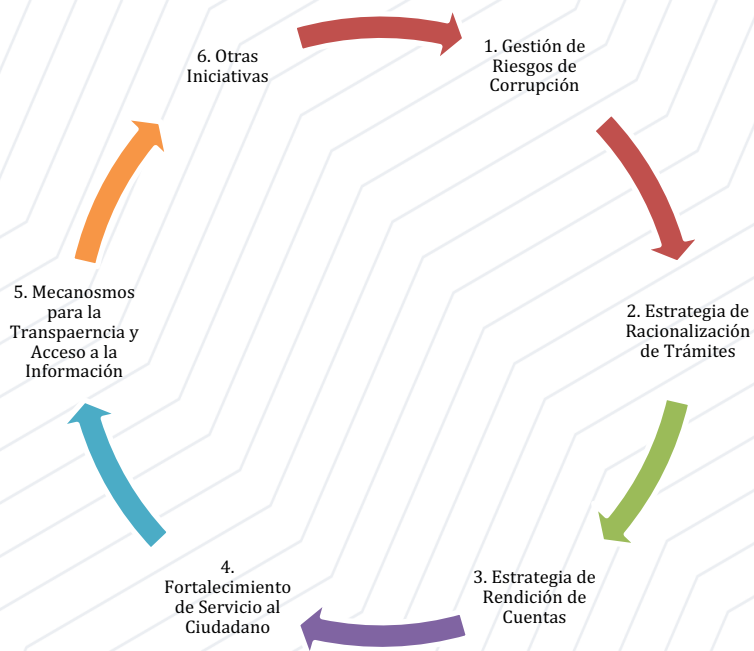 1. Gestión de
Riesgos de
Corrupción
2. Estrategia de
Racionalización
de Trámites
3. Estrategia de
Rendición de
Cuentas
4.
Fortalecimiento
de Servicio al
Ciudadano
5. Mecanosmos
para la
Transpaerncia y
Acceso a la
Información
6. Otras
Iniciativas